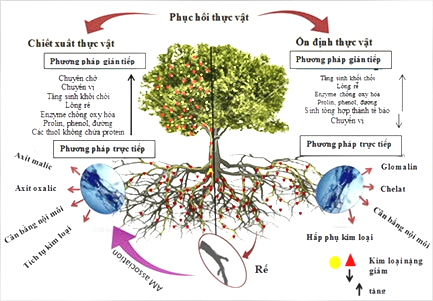 Phục hồi thực vật
Chiết xuất thực vật
Phương pháp gián tiếp
Chuyên chở
Chuyển vị
Tăng sinh khối chồi
Lông rễ
Enzyme chống oxy hóa
Prolin, phenol, đường
Các thiol không chứa protein
Phương pháp trực tiếp
Axit malic
Axit oxalic
Cân bằng nội môi
Tích tụ kim loại
AM association
Rễ
Ổn định thực vật
Phương pháp gián tiếp
Tăng sinh khối chồi
Lông rễ
Enzyme chống oxy hóa
Prolin, phenol, đường
Sinh tổng hợp thành tế bào
Chuyển vị
Phương pháp trực tiếp
Glomalin
Chelat
Cân bằng nội môi
Hấp phụ kim loại
Kim loại nặng
giảm
tăng